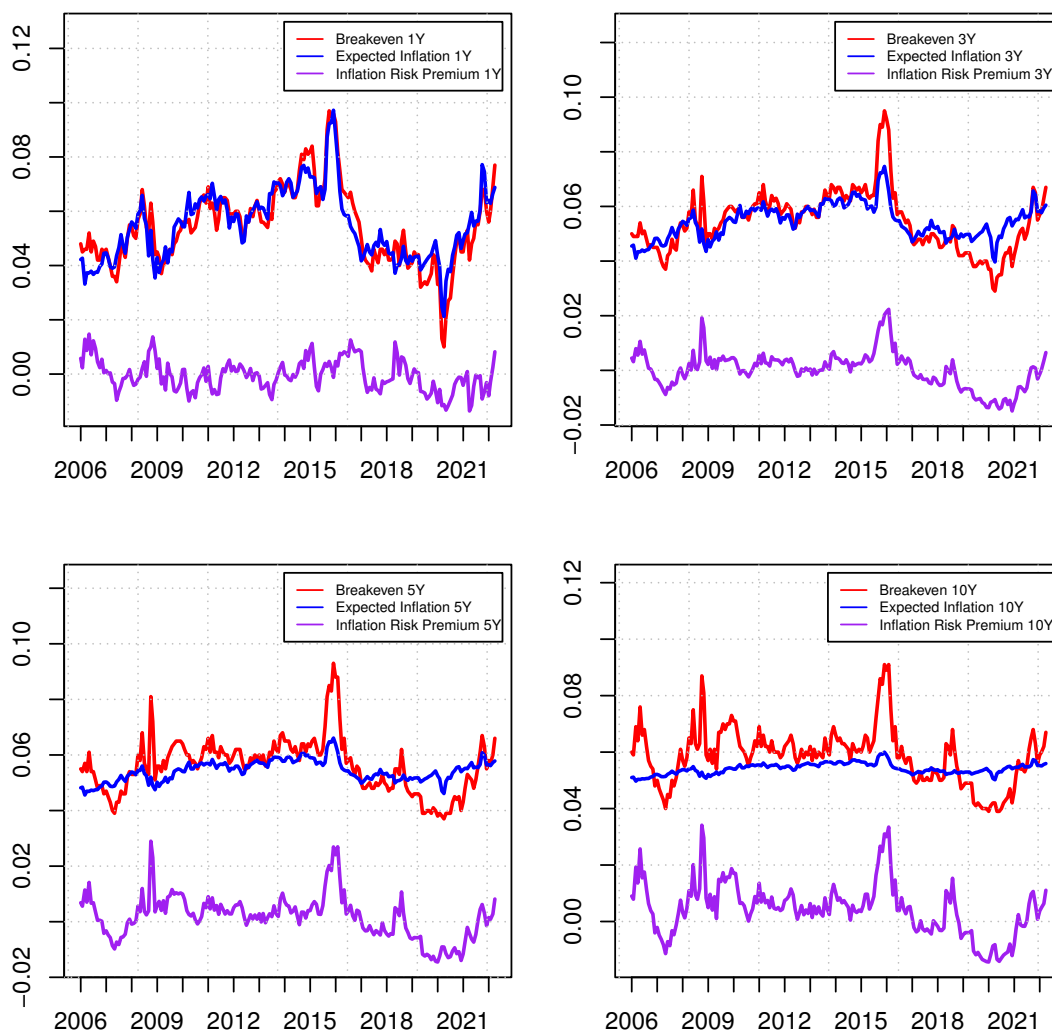 0.12
0.08
0.04
0.00
Breakeven 1Y
Expected Inflation 1Y
Inflation Risk Premium 1Y
2006 2009 2012 2015 2018 2021
0.10
0.06
0.02
−0.02
Breakeven 3Y
Expected Inflation 3Y
Inflation Risk Premium 3Y
2006 2009 2012 2015 2018 2021
0.10
0.06
0.02
−0.02
Breakeven 5Y
Expected Inflation 5Y
Inflation Risk Premium 5Y
2006 2009 2012 2015 2018 2021
0.12
0.08
0.04
0.00
Breakeven 10Y
Expected Inflation 10Y
Inflation Risk Premium 10Y
2006 2009 2012 2015 2018 2021